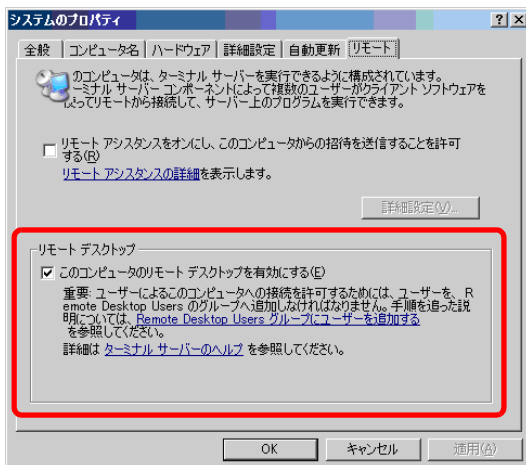 システムのプロパティ
全般 コンピュータ名 ハードウェア 詳細設定 自動更新 リモート
のコンピュータは、ターミナル サーバーを実行できるように構成されています。
ーミナル サーバー コンポーネントによって複数のユーザーがクライアント ソフトウェアを
よってリモートから接続して、サーバー上のプログラムを実行できます。
リモート アシスタンスをオンにし、このコンピュータからの招待を送信することを許可
する(R)
リモート アシスタンスの詳細を表示します。
詳細設定(V)...
リモート デスクトップ
このコンピュータのリモート デスクトップを有効にする(E)
重要: ユーザーによるこのコンピュータへの接続を許可するためには、ユーザーを、R
emote Desktop Users のグループへ追加しなければなりません。手順を追った説
明については、Remote Desktop Users グループにユーザーを追加する
を参照してください。
詳細は ターミナル サーバーのヘルプ を参照してください。
OK キャンセル 適用(A)